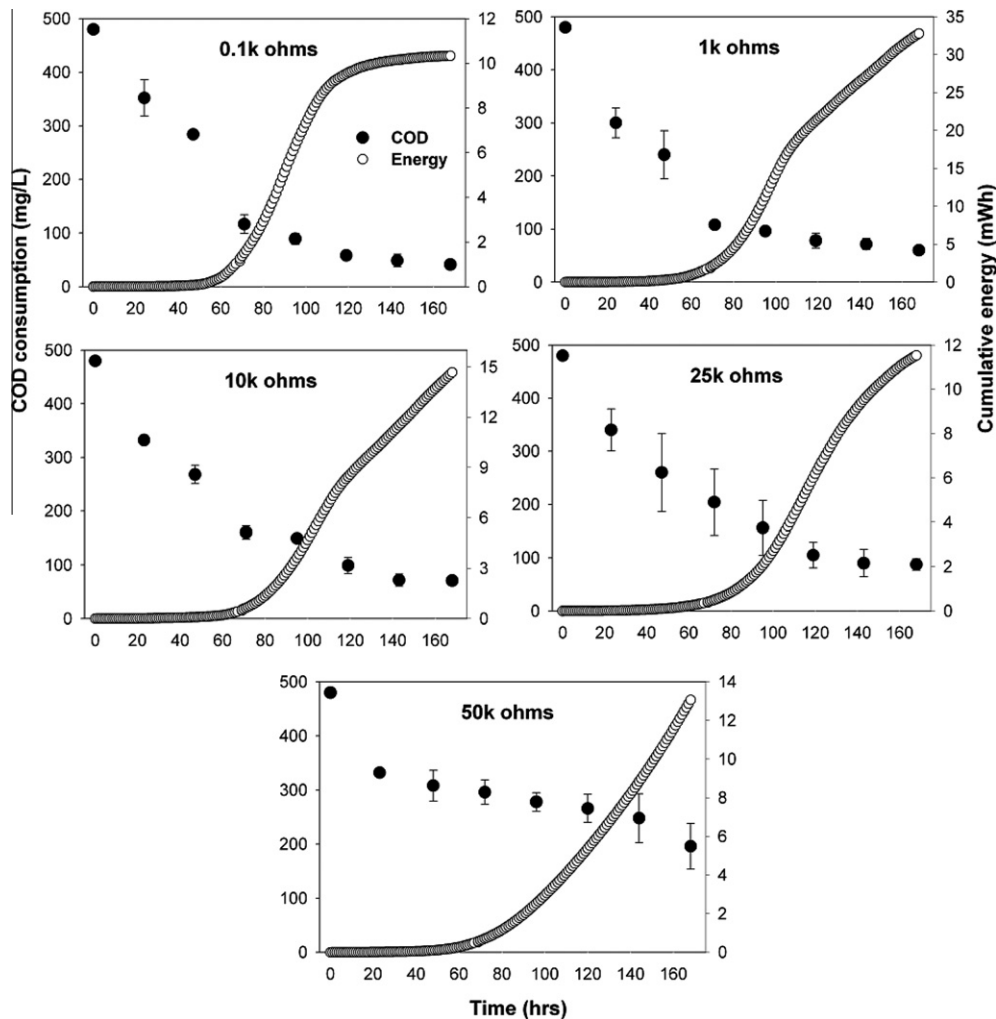 0.1k ohms
500 400 300 200 100 0
12 10 8 6 4 2 0
COD
Energy
0 20 40 60 80 100 120 140 160
1k ohms
500 400 300 200 100 0
35 30 25 20 15 10 5 0
0 20 40 60 80 100 120 140 160
COD consumption (mg/L)
Cumulative energy (mWh)
10k ohms
500 400 300 200 100 0
15 12 9 6 3 0
0 20 40 60 80 100 120 140 160
25k ohms
500 400 300 200 100 0
12 10 8 6 4 2 0
0 20 40 60 80 100 120 140 160
50k ohms
500 400 300 200 100 0
14 12 10 8 6 4 2 0
0 20 40 60 80 100 120 140 160
Time (hrs)